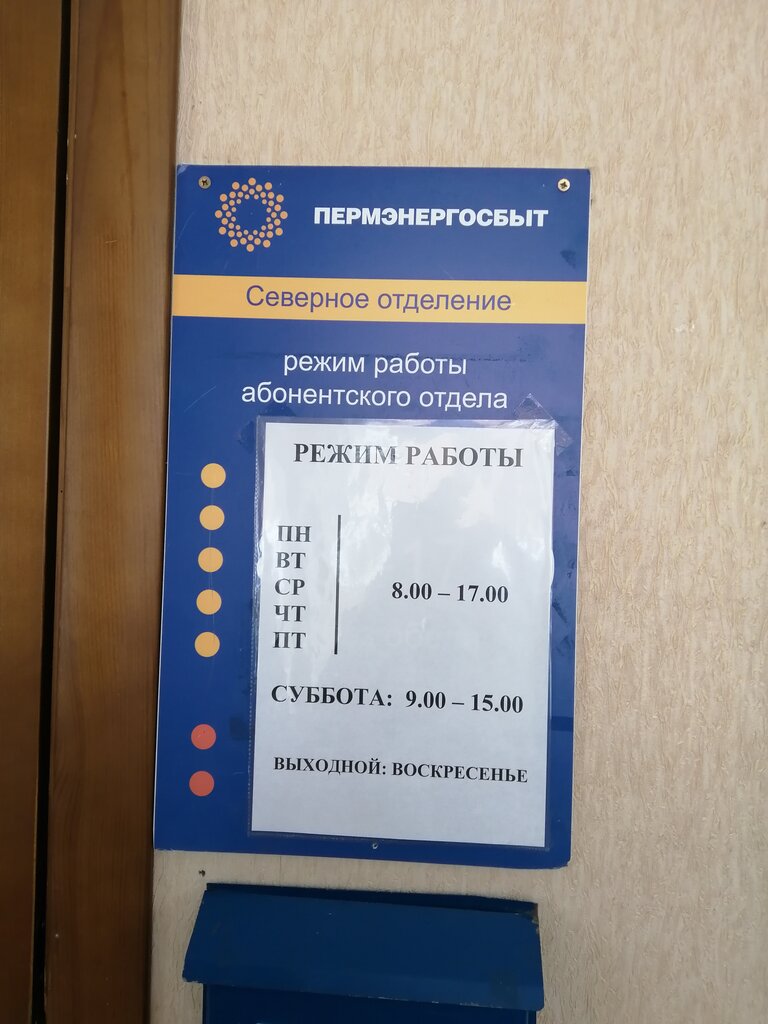 ПЕРМЭНЕРГОСБЫТ
Северное отделение
режим работы
абонентского отдела
РЕЖИМ РАБОТЫ
ПН
ВТ
СР
8.00 – 17.00
ЧТ
ПТ
СУББОТА: 9.00 – 15.00
ВЫХОДНОЙ: ВОСКРЕСЕНЬЕ